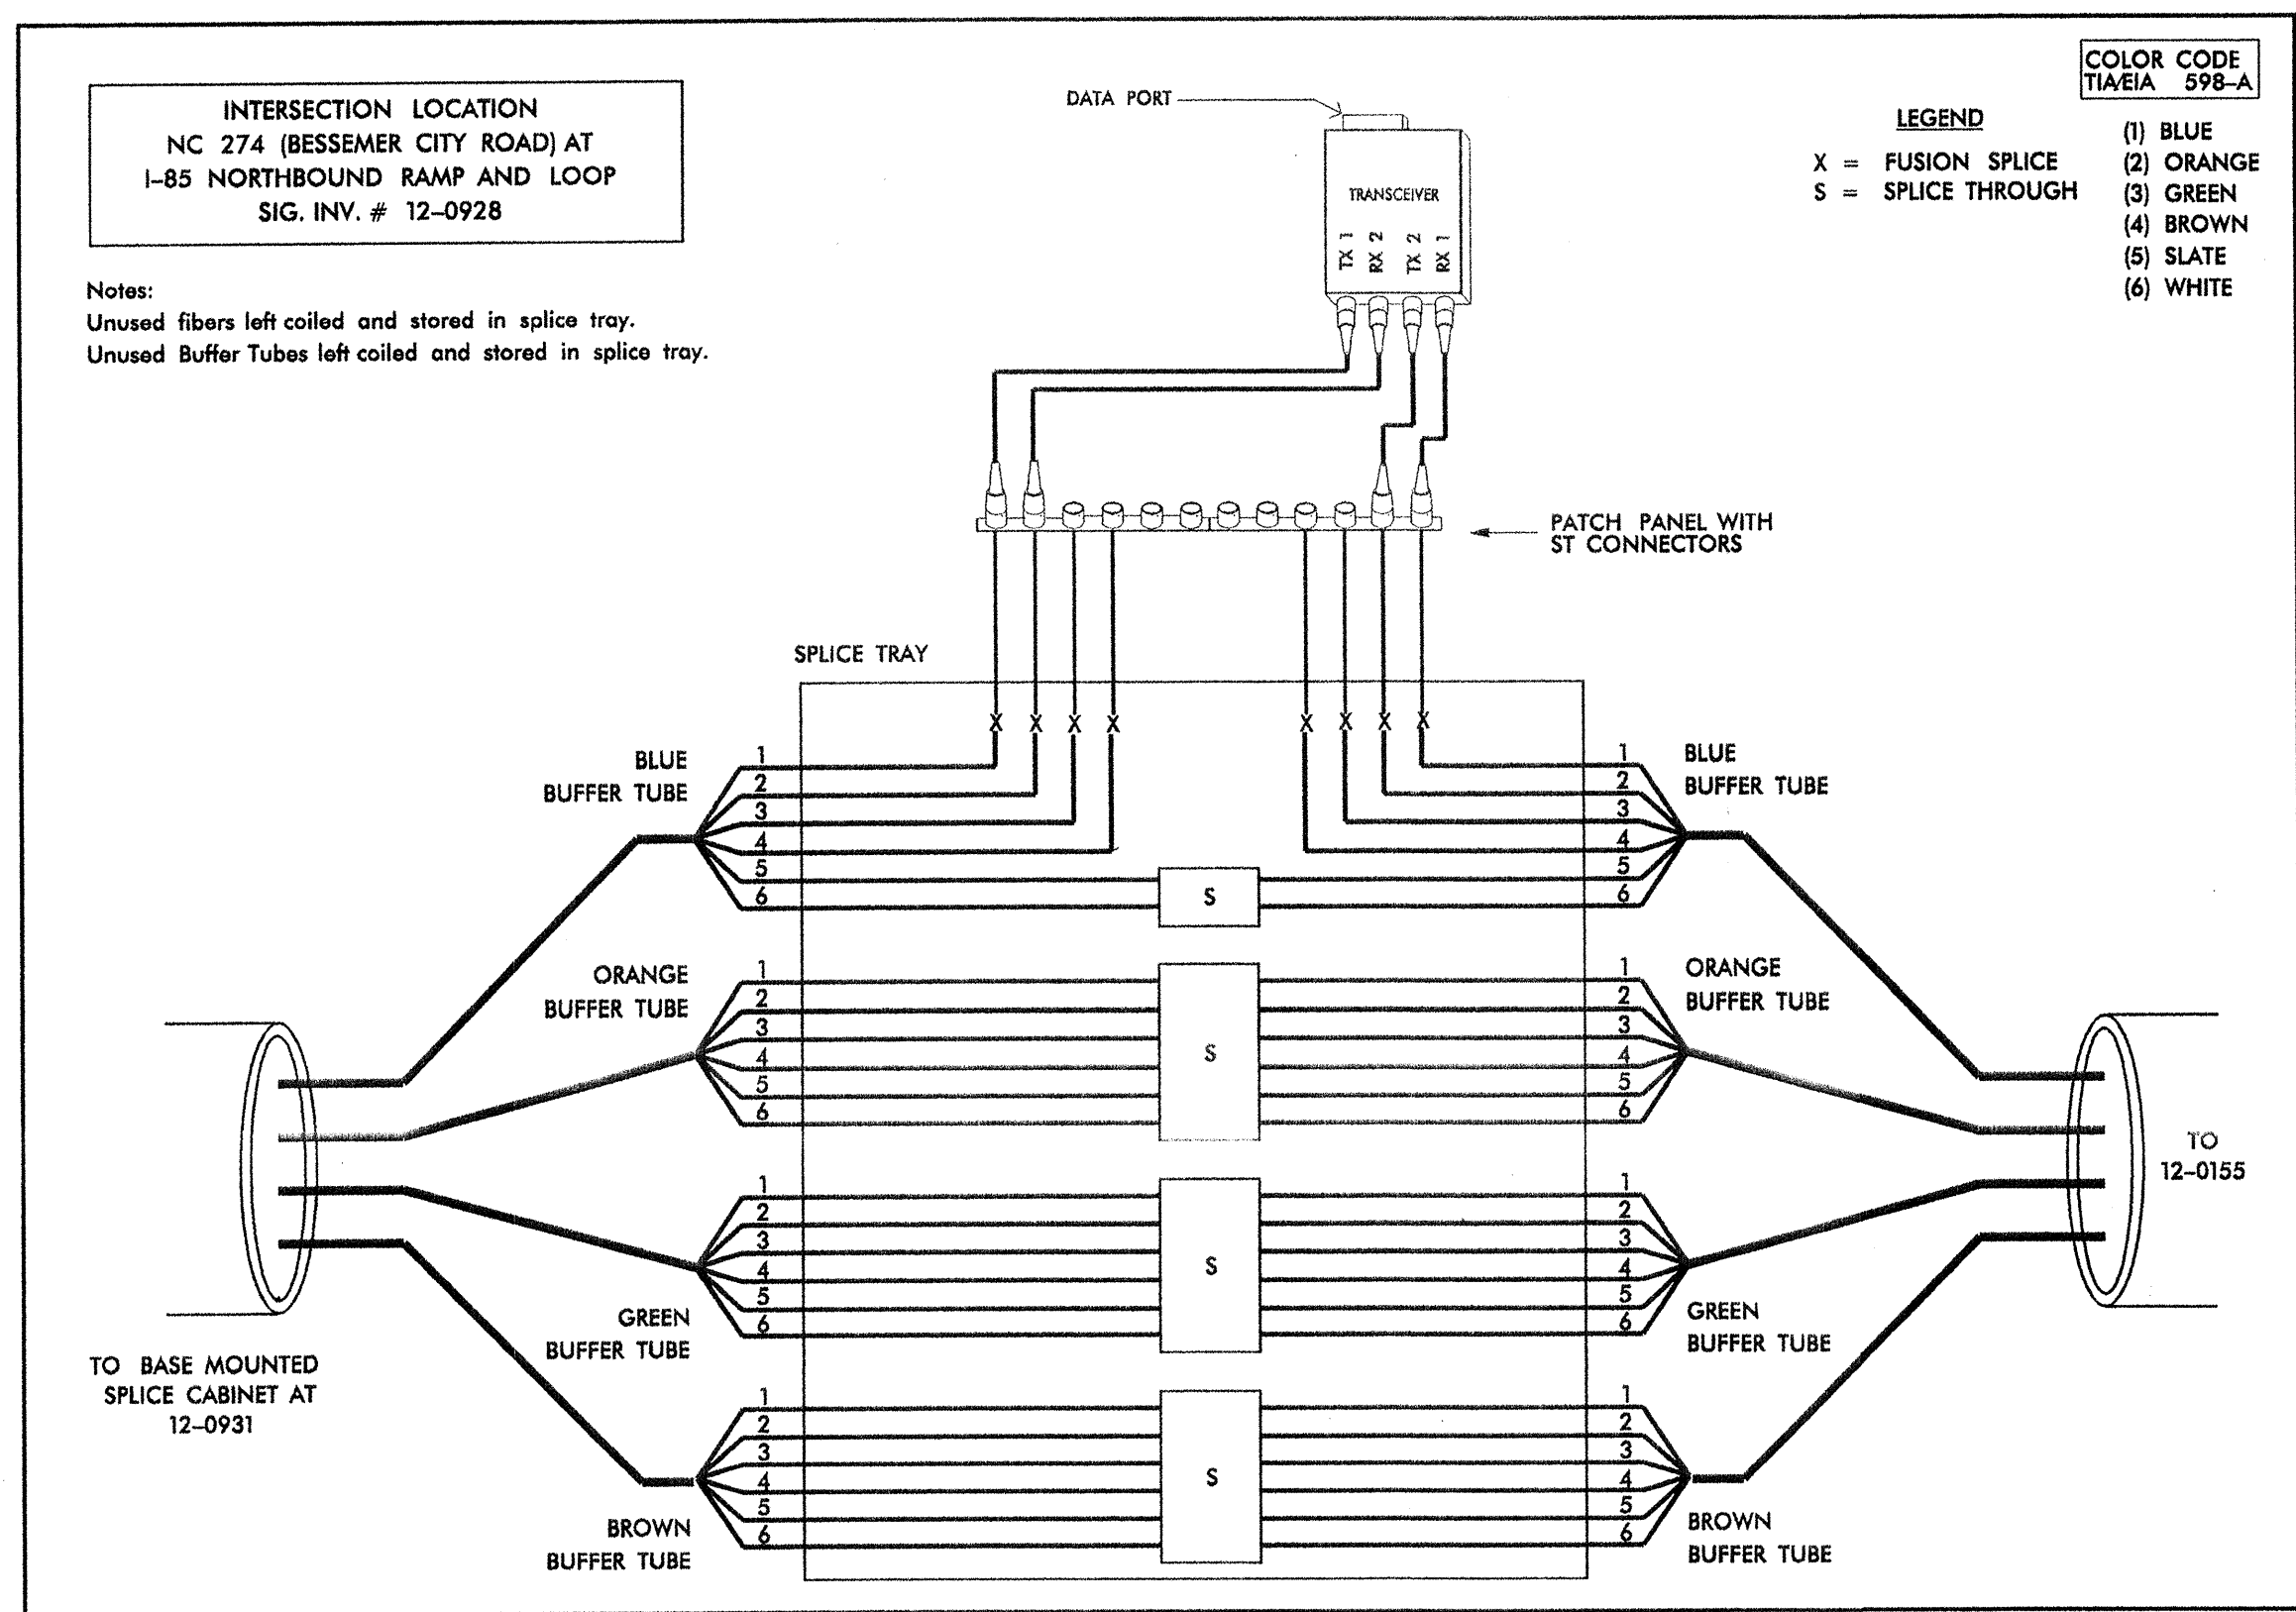 INTERSECTION LOCATION
NC 274 (BESSEMER CITY ROAD) AT
I-85 NORTHBOUND RAMP AND LOOP
SIG. INV. # 12-0928
Notes:
Unused fibers left coiled and stored in splice tray.
Unused Buffer Tubes left coiled and stored in splice tray.
DATA PORT
TRANSCEIVER
TX 1
RX 2
TX 2
RX 1
LEGEND
X = FUSION SPLICE
S = SPLICE THROUGH
COLOR CODE
TIA/EIA 598-A
(1) BLUE
(2) ORANGE
(3) GREEN
(4) BROWN
(5) SLATE
(6) WHITE
PATCH PANEL WITH
ST CONNECTORS
SPLICE TRAY
X X X X X X X X
BLUE
BUFFER TUBE
1
2
3
4
5
6
S
1
2
3
4
5
6
BLUE
BUFFER TUBE
ORANGE
BUFFER TUBE
1
2
3
4
5
6
S
1
2
3
4
5
6
ORANGE
BUFFER TUBE
1
2
3
4
5
6
GREEN
BUFFER TUBE
S
1
2
3
4
5
6
GREEN
BUFFER TUBE
1
2
3
4
5
6
BROWN
BUFFER TUBE
S
1
2
3
4
5
6
BROWN
BUFFER TUBE
TO BASE MOUNTED
SPLICE CABINET AT
12-0931
TO
12-0155